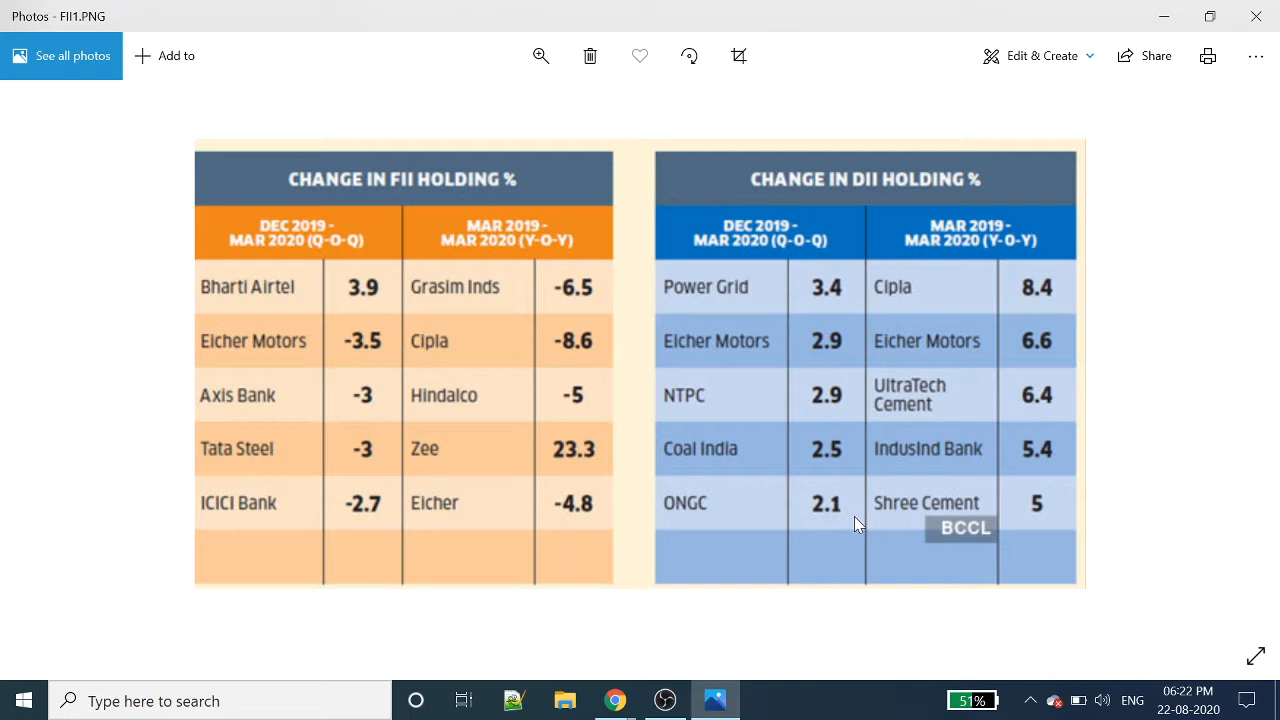 Photos - FII1.PNG
See all photos
Add to
Edit & Create
Share
CHANGE IN FII HOLDING %
DEC 2019 - MAR 2019 -
MAR 2020 (Q-O-Q) MAR 2020 (Y-O-Y)
Bharti Airtel 3.9 Grasim Inds -6.5
Eicher Motors -3.5 Cipla -8.6
Axis Bank -3 Hindalco -5
Tata Steel -3 Zee 23.3
ICICI Bank -2.7 Eicher -4.8
CHANGE IN DII HOLDING %
DEC 2019 - MAR 2019 -
MAR 2020 (Q-O-Q) MAR 2020 (Y-O-Y)
Power Grid 3.4 Cipla 8.4
Eicher Motors 2.9 Eicher Motors 6.6
NTPC 2.9 UltraTech
Cement 6.4
Coal India 2.5 IndusInd Bank 5.4
ONGC 2.1 Shree Cement 5
BCCL
Type here to search
51%
ENG
06:22 PM
22-08-2020